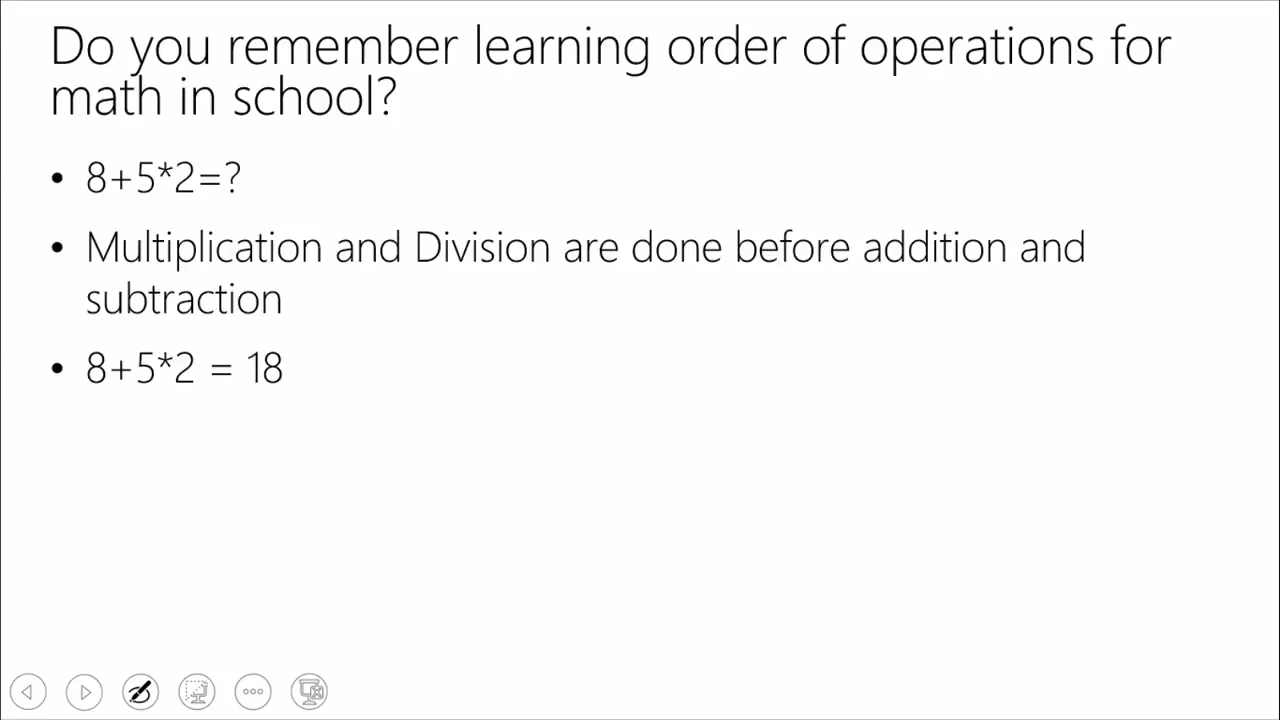 Do you remember learning order of operations for
math in school?
• 8+5*2=?
• Multiplication and Division are done before addition and
subtraction
• 8+5*2 = 18